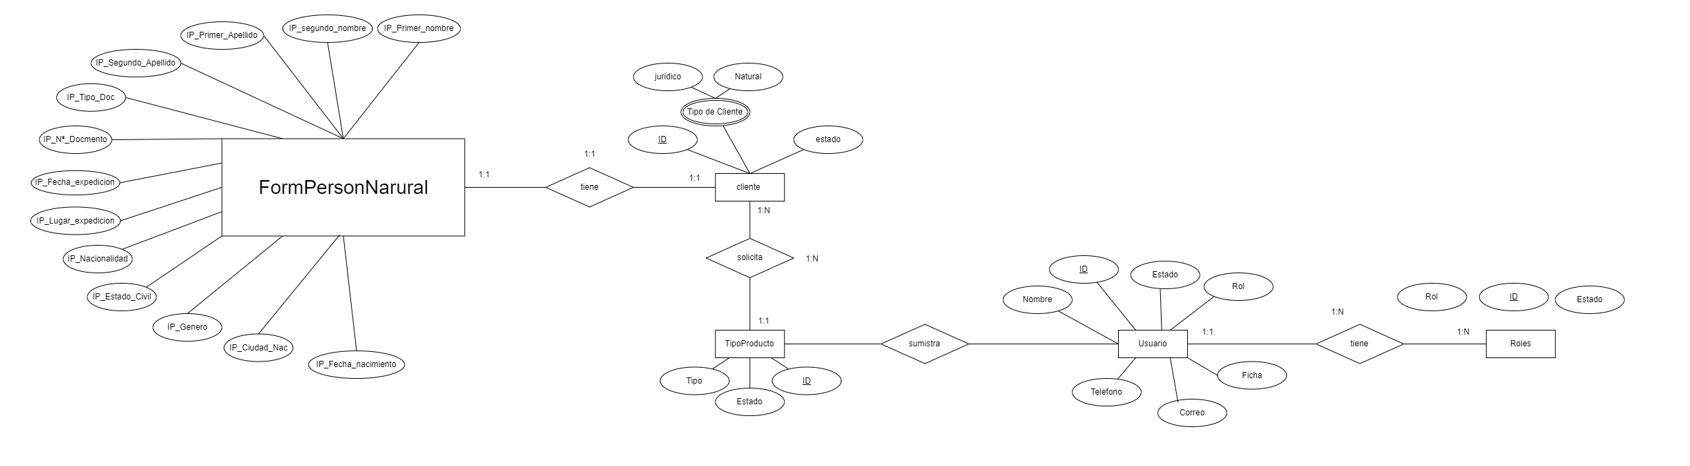 IP_Primer_Apellido
IP_segundo_nombre
IP_Primer_nombre
IP_Segundo_Apellido
IP_Tipo_Doc
IP_Nª_Docmento
IP_Fecha_expedicion
IP_Lugar_expedicion
IP_Nacionalidad
IP_Estado_Civil
IP_Genero
IP_Ciudad_Nac
IP_Fecha_nacimiento
FormPersonNarural
1:1
tiene
1:1
1:1
juridico
Natural
Tipo de Cliente
ID
estado
cliente
1:N
solicita
1:N
1:1
TipoProducto
Tipo
Estado
ID
sumistra
Nombre
ID
Estado
Rol
Usuario
Telefono
Correo
Ficha
1:1
1:N
tiene
1:N
Rol
ID
Estado
Roles